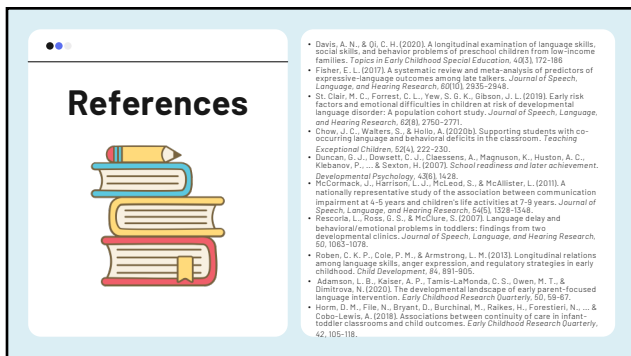 References
• Davis, A. N., & Qi, C. H. (2020). A longitudinal examination of language skills,
social skills, and behavior problems of preschool children from low-income
families. Topics in Early Childhood Special Education, 40(3), 172-186
• Fisher, E. L. (2017). A systematic review and meta-analysis of predictors of
expressive-language outcomes among late talkers. Journal of Speech,
Language, and Hearing Research, 60(10), 2935-2948.
• St. Clair, M. C., Forrest, C. L., Yew, S. G. K., Gibson, J. L. (2019). Early risk
factors and emotional difficulties in children at risk of developmental
language disorder: A population cohort study. Journal of Speech, Language,
and Hearing Research, 62(8), 2750-2771.
• Chow, J. C., Walters, S., & Hollo, A. (2020b). Supporting students with co-
occurring language and behavioral deficits in the classroom. Teaching
Exceptional Children, 52(4), 222-230.
• Duncan, G. J., Dowsett, C. J., Claessens, A., Magnuson, K., Huston, A. C.,
Klebanov, P., ... & Sexton, H. (2007). School readiness and later achievement.
Developmental Psychology, 43(6), 1428.
• McCormack, J., Harrison, L. J., McLeod, S., & McAllister, L. (2011). A
nationally representative study of the association between communication
impairment at 4-5 years and children's life activities at 7-9 years. Journal of
Speech, Language, and Hearing Research, 54(5), 1328-1348.
• Rescorla, L., Ross, G. S., & McClure, S. (2007). Language delay and
behavioral/emotional problems in toddlers: findings from two
developmental clinics. Journal of Speech, Language, and Hearing Research,
50, 1063-1078.
• Roben, C. K. P., Cole, P. M., & Armstrong, L. M. (2013). Longitudinal relations
among language skills, anger expression, and regulatory strategies in early
childhood. Child Development, 84, 891-905.
• Adamson, L. B., Kaiser, A. P., Tamis-LaMonda, C. S., Owen, M. T., &
Dimitrova, N. (2020). The developmental landscape of early parent-focused
language intervention. Early Childhood Research Quarterly, 50, 59-67.
• Horm, D. M., File, N., Bryant, D., Burchinal, M., Raikes, H., Forestieri, N., ... &
Cobo-Lewis, A. (2018). Associations between continuity of care in infant-
toddler classrooms and child outcomes. Early Childhood Research Quarterly,
42, 105-118.